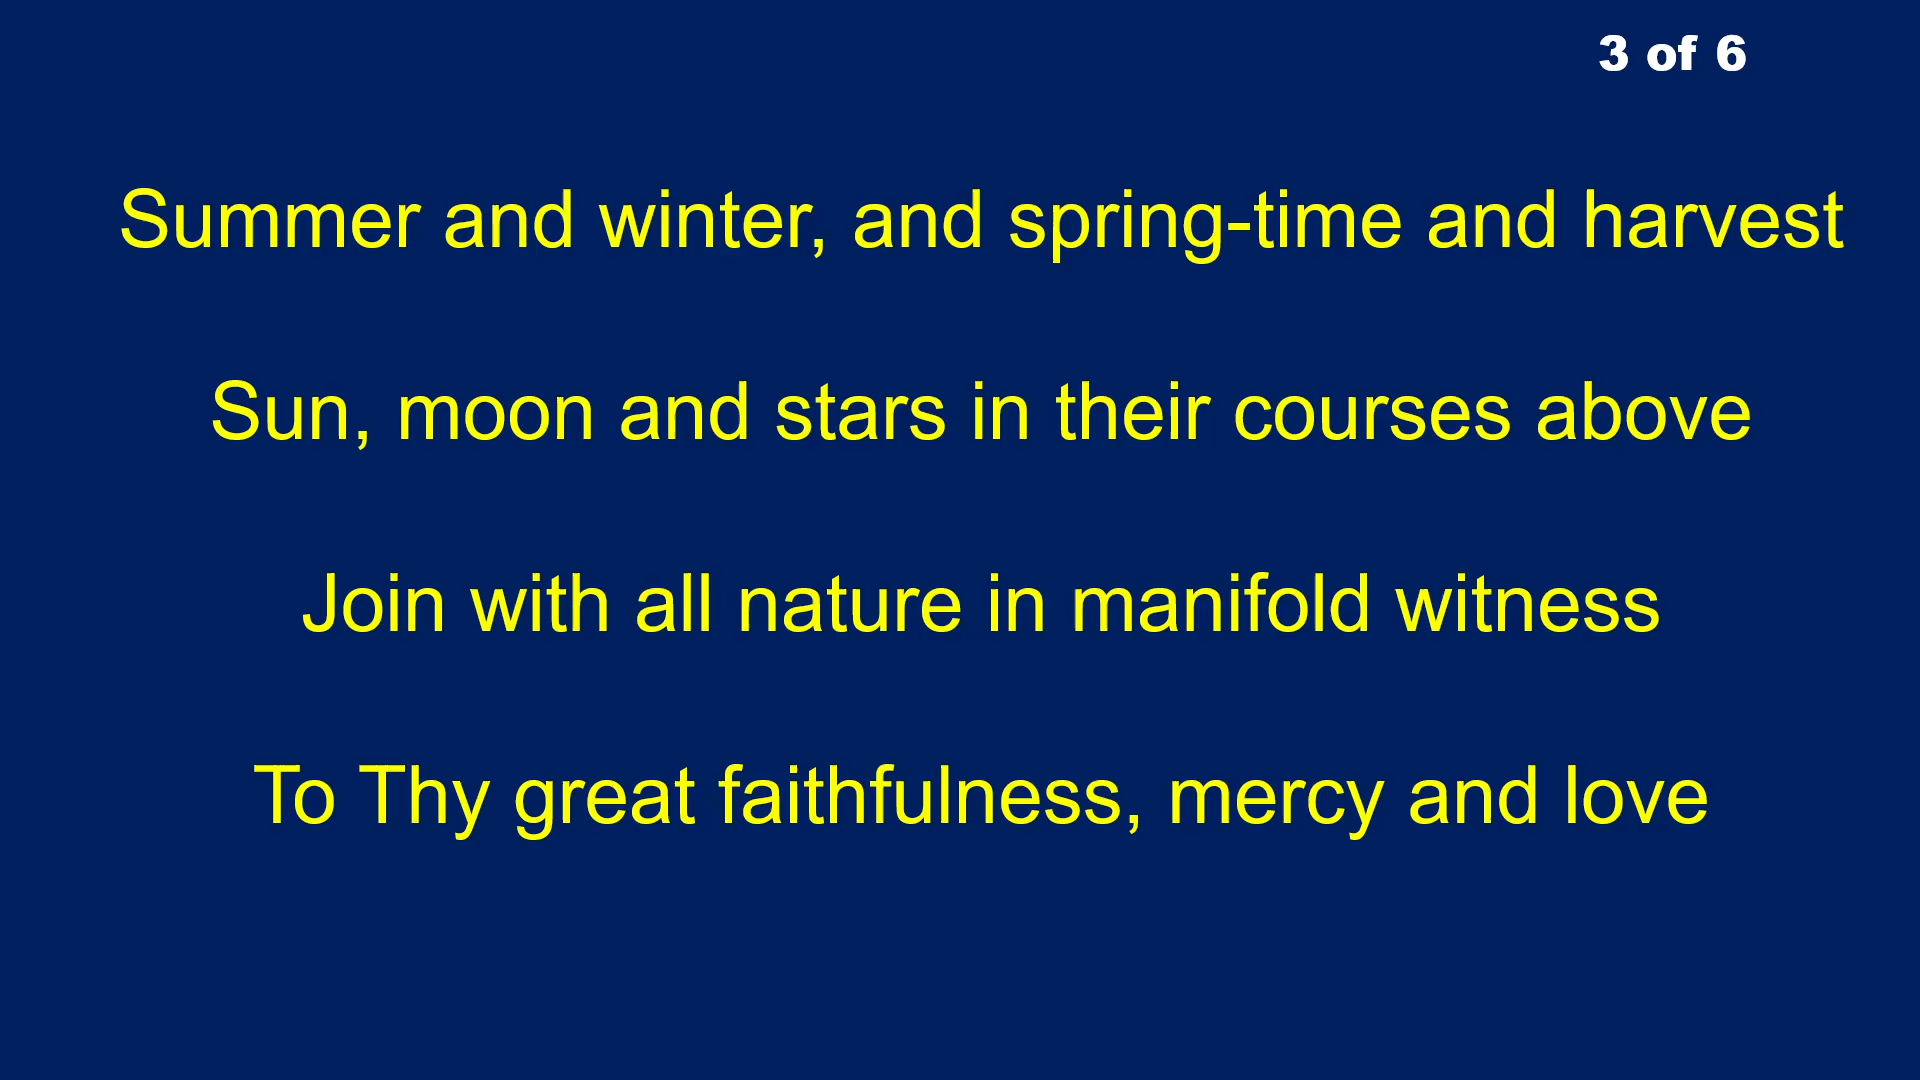 3 of 6
Summer and winter, and spring-time and harvest
Sun, moon and stars in their courses above
Join with all nature in manifold witness
To Thy great faithfulness, mercy and love